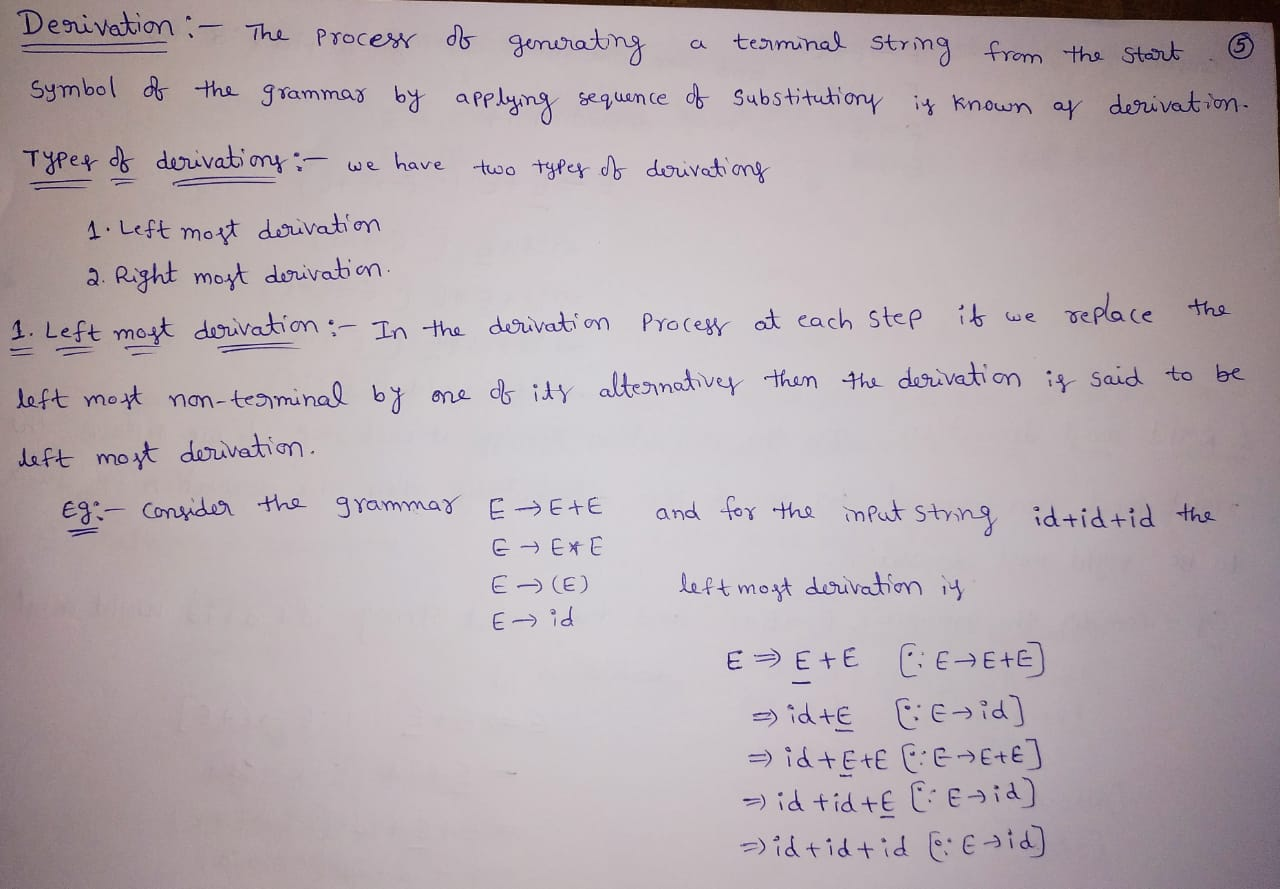 Derivation :- The process of generating a terminal string from the start ⑤
symbol of the grammar by applying sequence of substitutions is known as derivation.
Types of derivations :- we have two types of derivations
1. Left most derivation
2. Right most derivation.
1. Left most derivation :- In the derivation process at each step if we replace the
left most non-terminal by one of its alternatives then the derivation is said to be
left most derivation.
Eg:- Consider the grammar E → E+E and for the input string id+id+id the
E → E*E
E → (E) left most derivation is
E → id
E ⇒ E + E [∵ E→E+E]
⇒ id+E [∵ E→id]
⇒ id+E+E [∵ E→E+E]
⇒ id+id+E [∵ E→id]
⇒ id+id+id [∵ E→id]